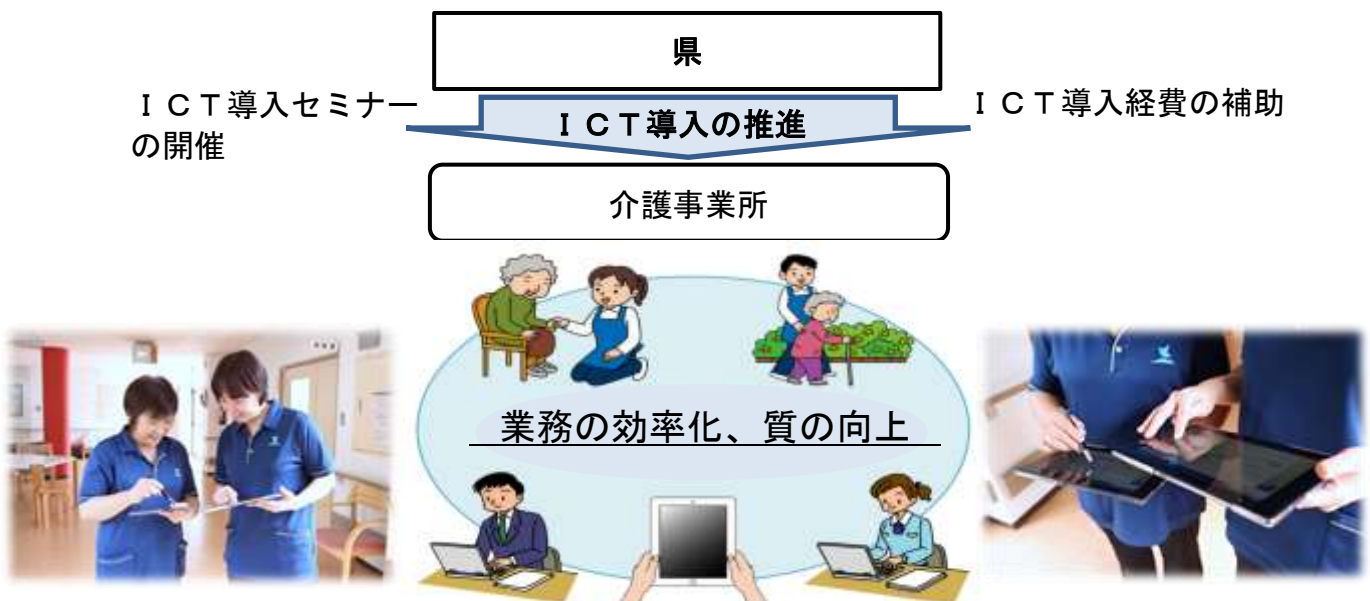 県
ＩＣＴ導入セミナー
の開催
ＩＣＴ導入の推進
ＩＣＴ導入経費の補助
介護事業所
業務の効率化、質の向上